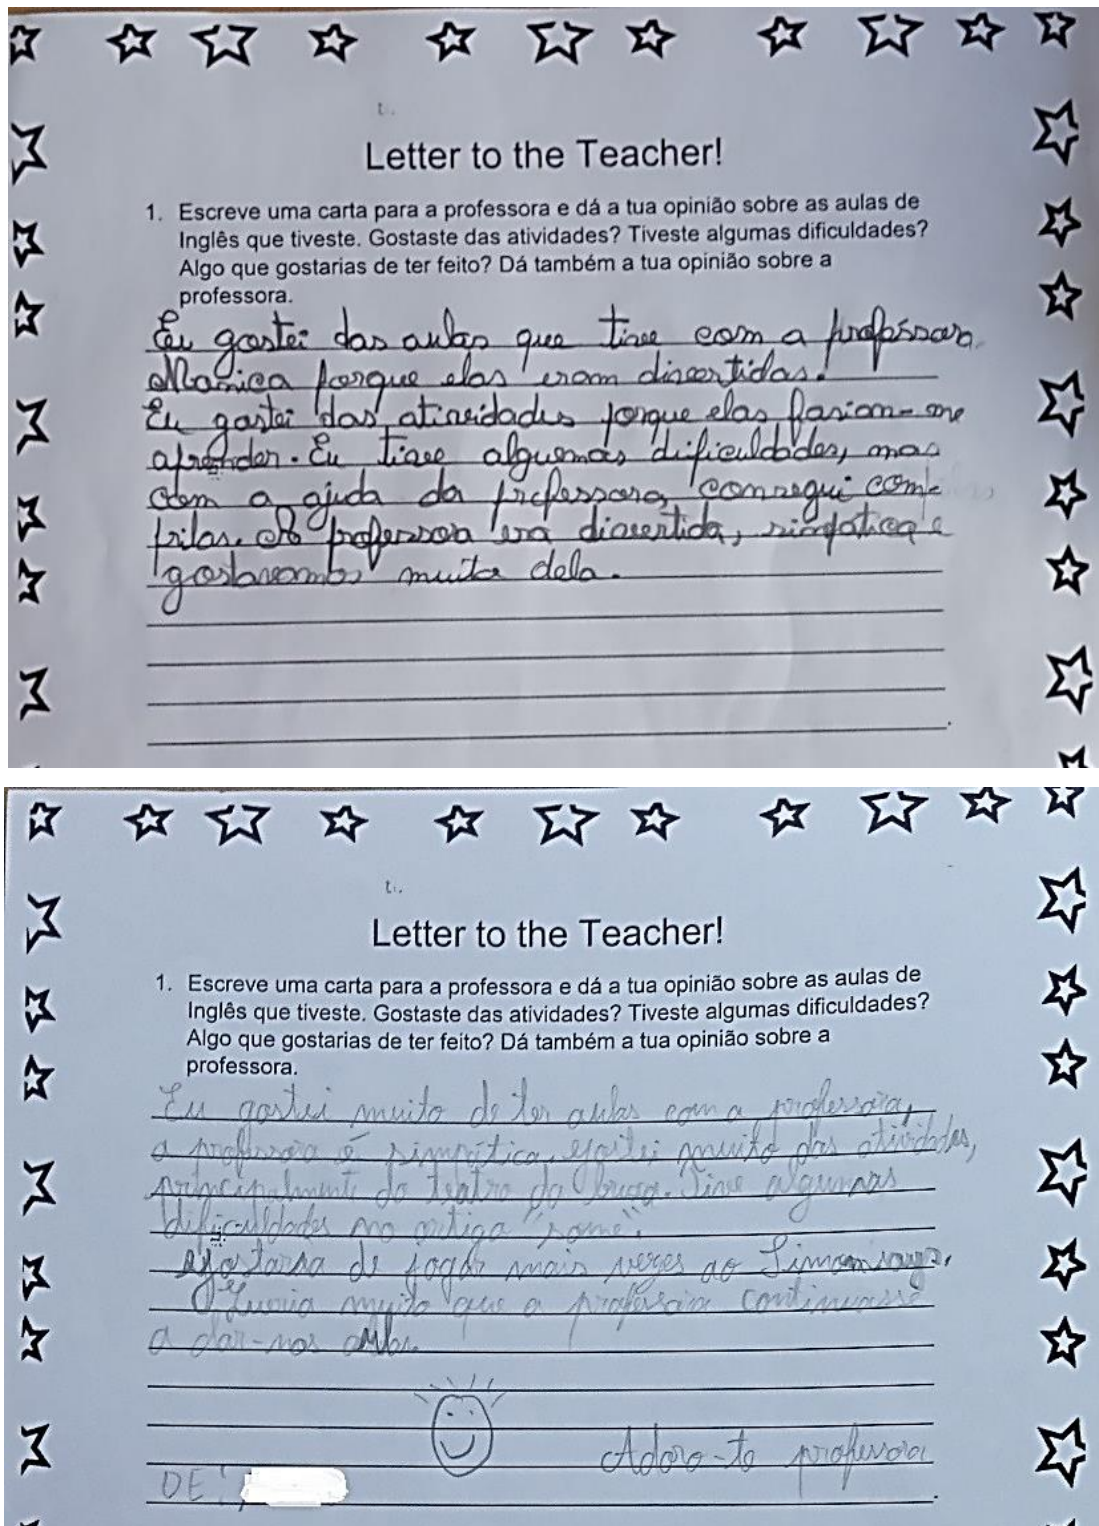 Letter to the Teacher!
1. Escreve uma carta para a professora e dá a tua opinião sobre as aulas de
Inglês que tiveste. Gostaste das atividades? Tiveste algumas dificuldades?
Algo que gostarias de ter feito? Dá também a tua opinião sobre a
professora.
Eu gostei das aulas que tive com a professora
Mónica porque elas eram divertidas.
Eu gostei das atividades porque elas fasiam-me
aprender. Eu tive algumas dificuldades, mas
com a ajuda da professora consegui com-
A professora era divertida, simpática e
gostavamos muito dela.
Letter to the Teacher!
1. Escreve uma carta para a professora e dá a tua opinião sobre as aulas de
Inglês que tiveste. Gostaste das atividades? Tiveste algumas dificuldades?
Algo que gostarias de ter feito? Dá também a tua opinião sobre a
professora.
Eu gostei muito de ter aulas com a professora,
a professora é simpática, gostei muito das atividades,
principalmente do teatro da bruxa. Tive algumas
dificuldades no "some".
gostaria de jogar mais vezes ao Simon says.
muito que a professora continuasse
a dar-nos aulas.
Adoro-te professora
DE: